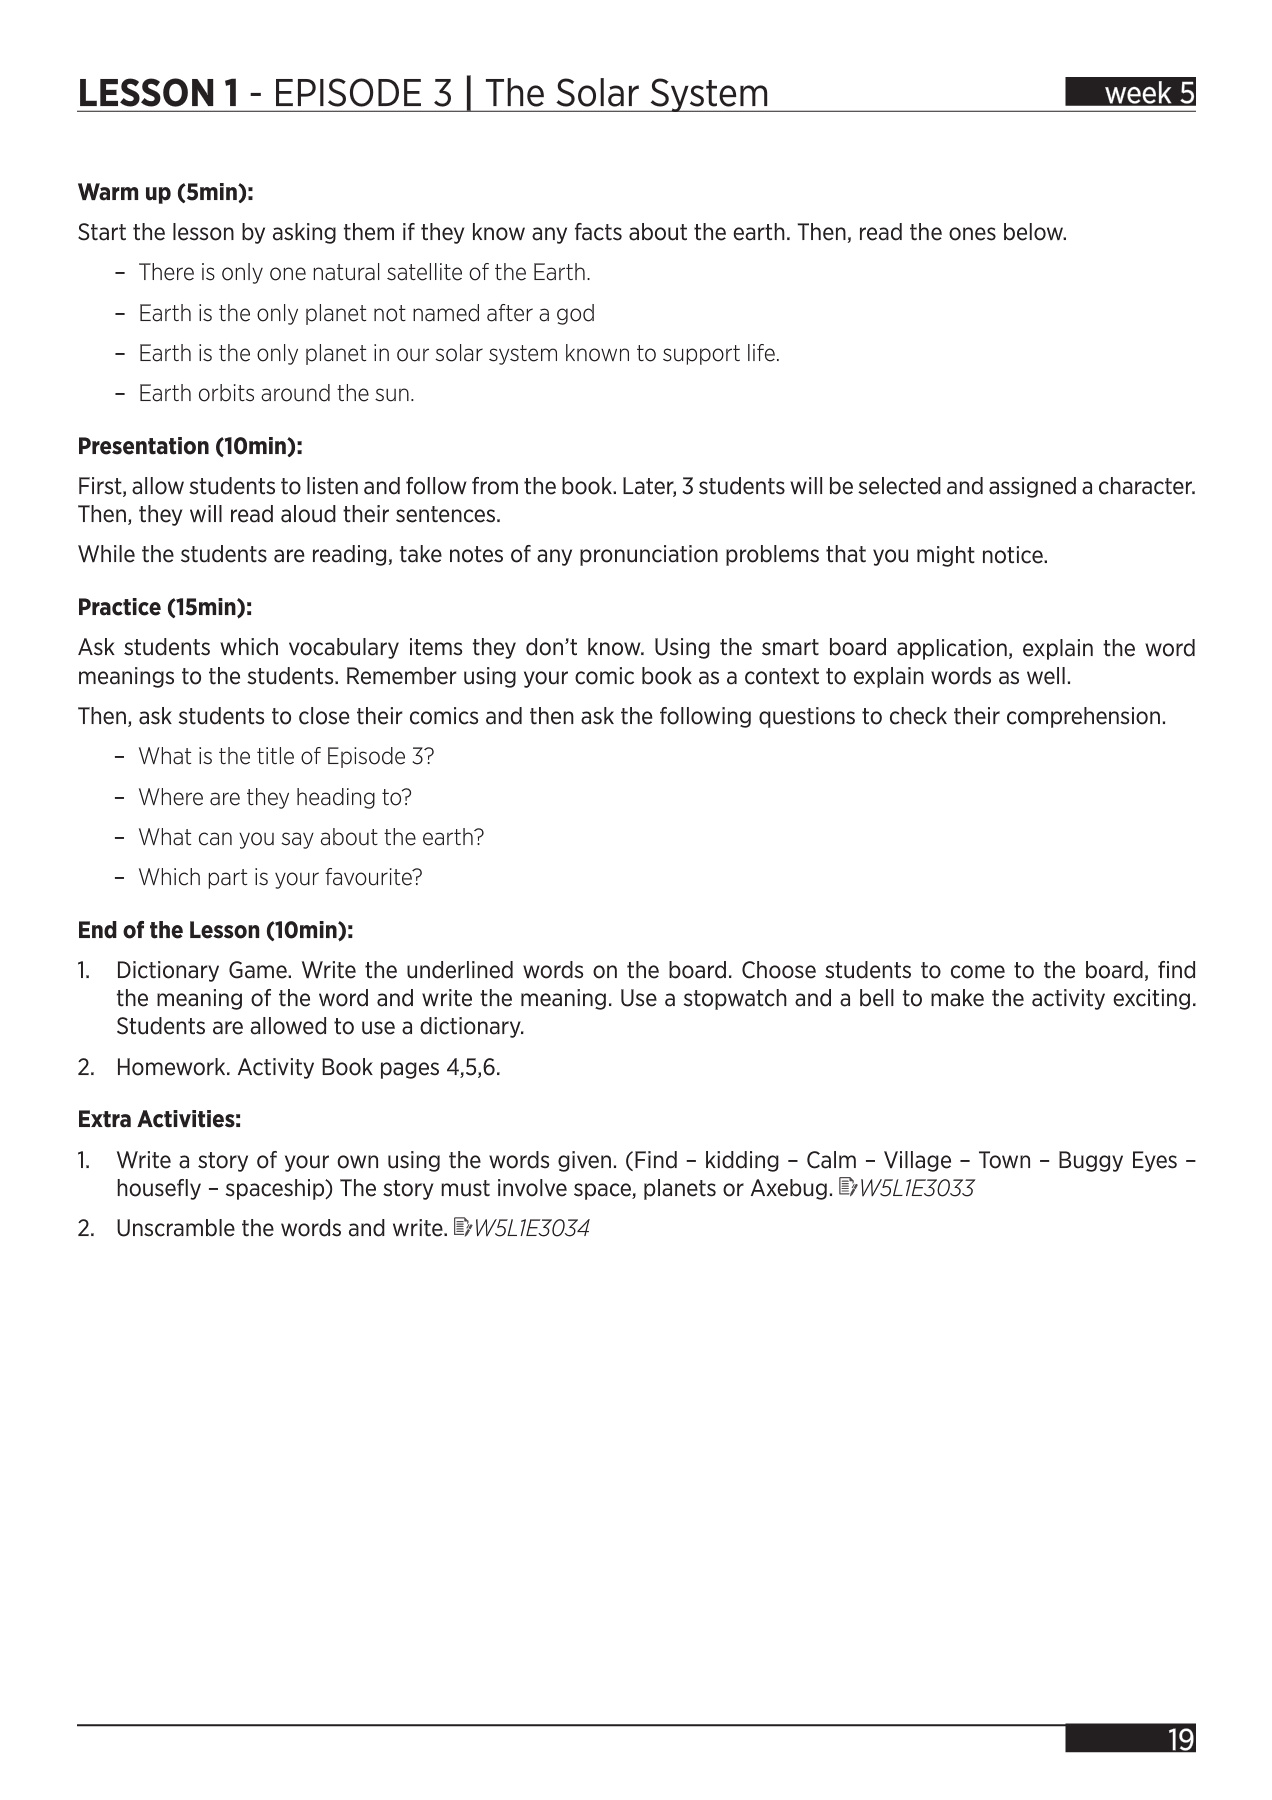 LESSON 1 - EPISODE 3 | The Solar System
week 5
Warm up (5min):
Start the lesson by asking them if they know any facts about the earth. Then, read the ones below.
– There is only one natural satellite of the Earth.
– Earth is the only planet not named after a god
– Earth is the only planet in our solar system known to support life.
– Earth orbits around the sun.
Presentation (10min):
First, allow students to listen and follow from the book. Later, 3 students will be selected and assigned a character.
Then, they will read aloud their sentences.
While the students are reading, take notes of any pronunciation problems that you might notice.
Practice (15min):
Ask students which vocabulary items they don’t know. Using the smart board application, explain the word
meanings to the students. Remember using your comic book as a context to explain words as well.
Then, ask students to close their comics and then ask the following questions to check their comprehension.
– What is the title of Episode 3?
– Where are they heading to?
– What can you say about the earth?
– Which part is your favourite?
End of the Lesson (10min):
1. Dictionary Game. Write the underlined words on the board. Choose students to come to the board, find
the meaning of the word and write the meaning. Use a stopwatch and a bell to make the activity exciting.
Students are allowed to use a dictionary.
2. Homework. Activity Book pages 4,5,6.
Extra Activities:
1. Write a story of your own using the words given. (Find – kidding – Calm – Village – Town – Buggy Eyes –
housefly – spaceship) The story must involve space, planets or Axebug. W5L1E3033
2. Unscramble the words and write. W5L1E3034
19